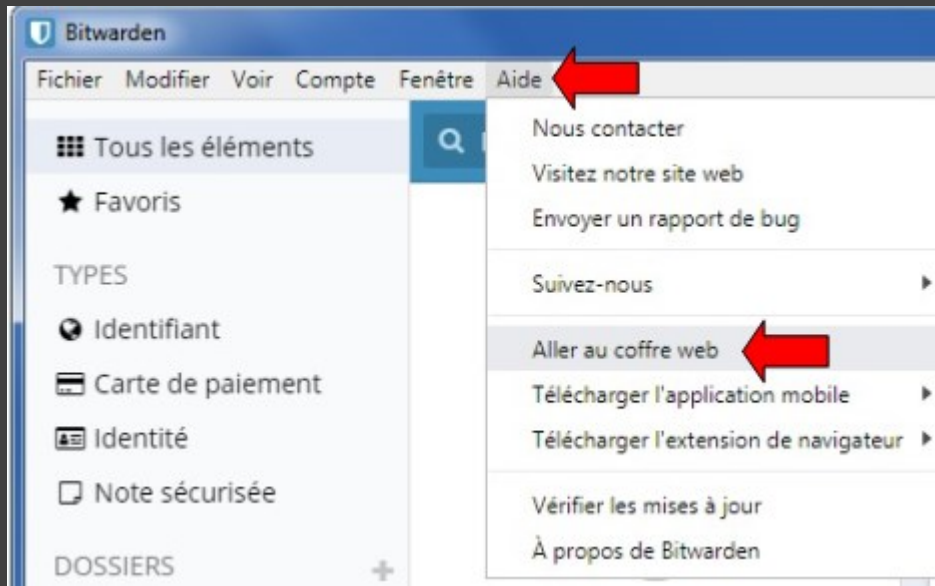 Bitwarden
Fichier Modifier Voir Compte Fenêtre Aide
Tous les éléments
Favoris
TYPES
Identifiant
Carte de paiement
Identité
Note sécurisée
DOSSIERS
Nous contacter
Visitez notre site web
Envoyer un rapport de bug
Suivez-nous
Aller au coffre web
Télécharger l'application mobile
Télécharger l'extension de navigateur
Vérifier les mises à jour
À propos de Bitwarden